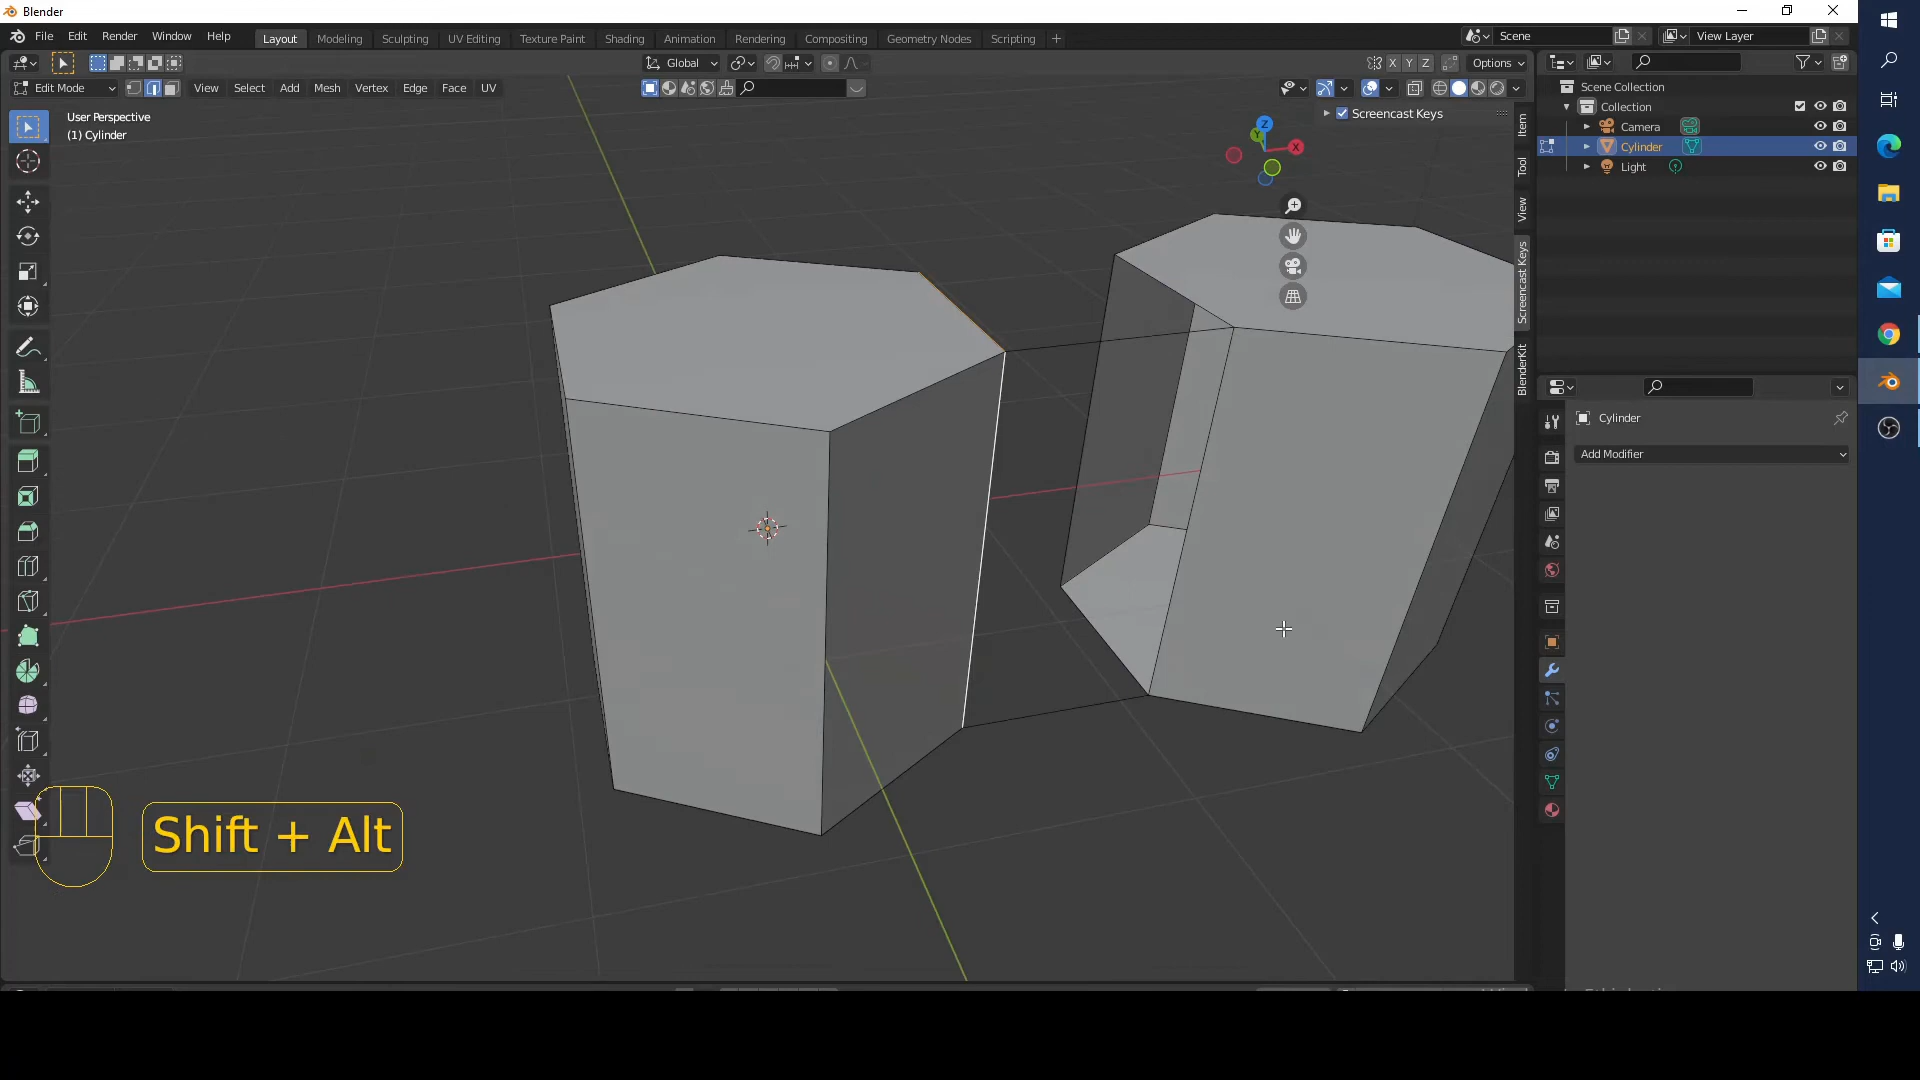 Blender
File Edit Render Window Help
Layout Modeling Sculpting UV Editing Texture Paint Shading Animation Rendering Compositing Geometry Nodes Scripting +
Scene
View Layer
Global
X Y Z
Options
Edit Mode
View Select Add Mesh Vertex Edge Face UV
User Perspective
(1) Cylinder
Screencast Keys
Z
Y
X
Item
Tool
View
Screencast Keys
BlenderKit
Scene Collection
Collection
Camera
Cylinder
Light
Cylinder
Add Modifier
Shift + Alt